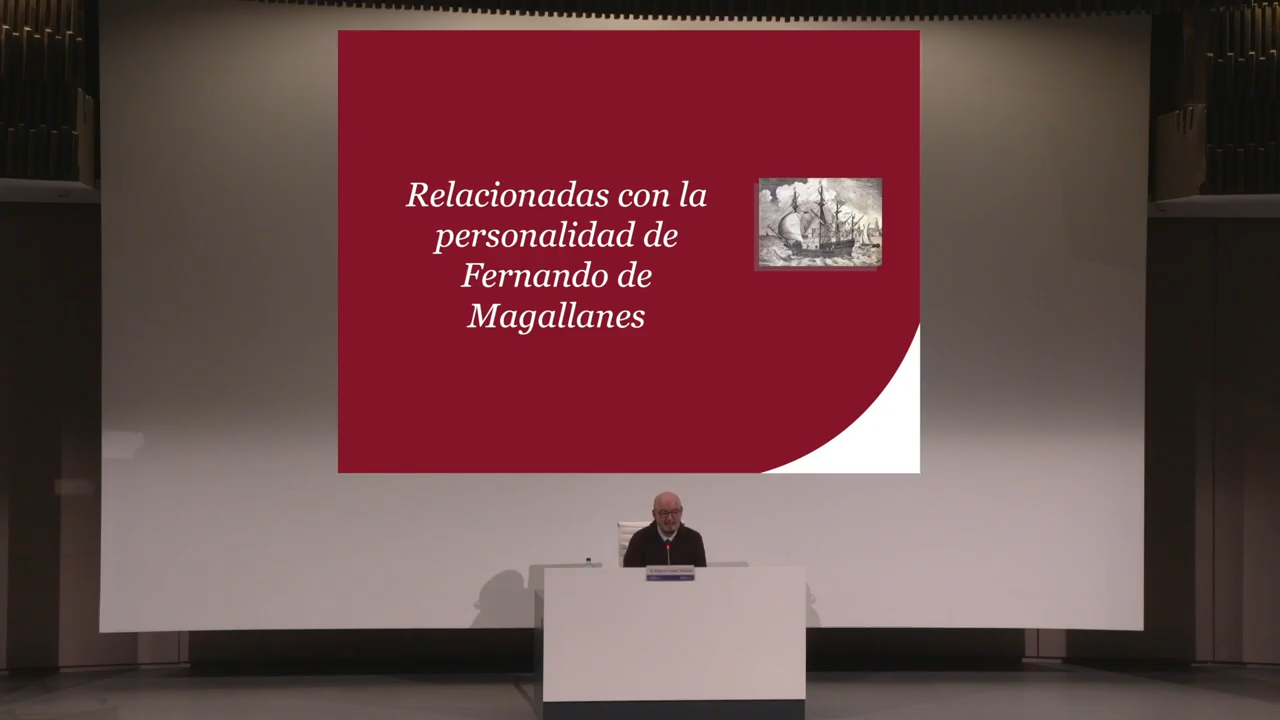 Relacionadas con la
personalidad de
Fernando de
Magallanes